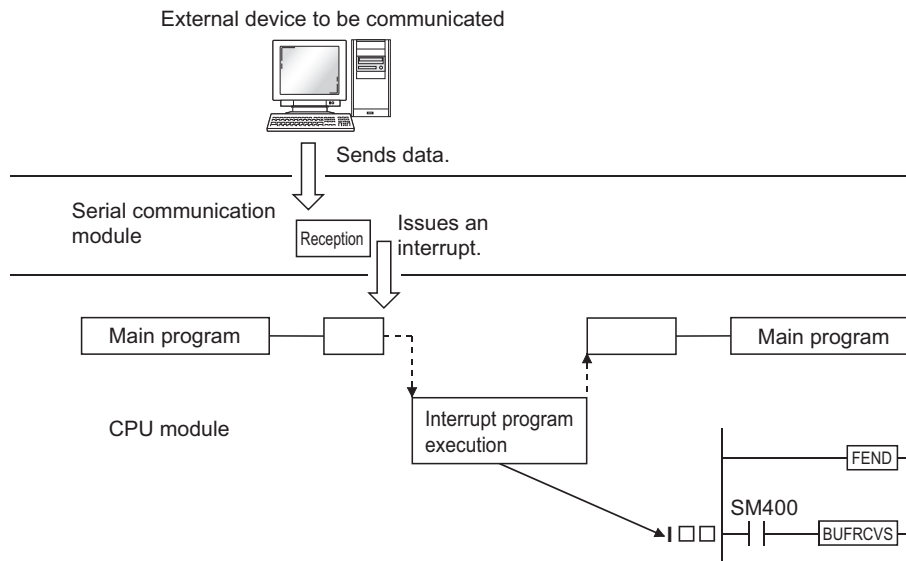 External device to be communicated
Sends data.
Serial communication
module
Reception
Issues an
interrupt.
Main program
Main program
Interrupt program
execution
CPU module
FEND
SM400
I□□
BUFRCVS